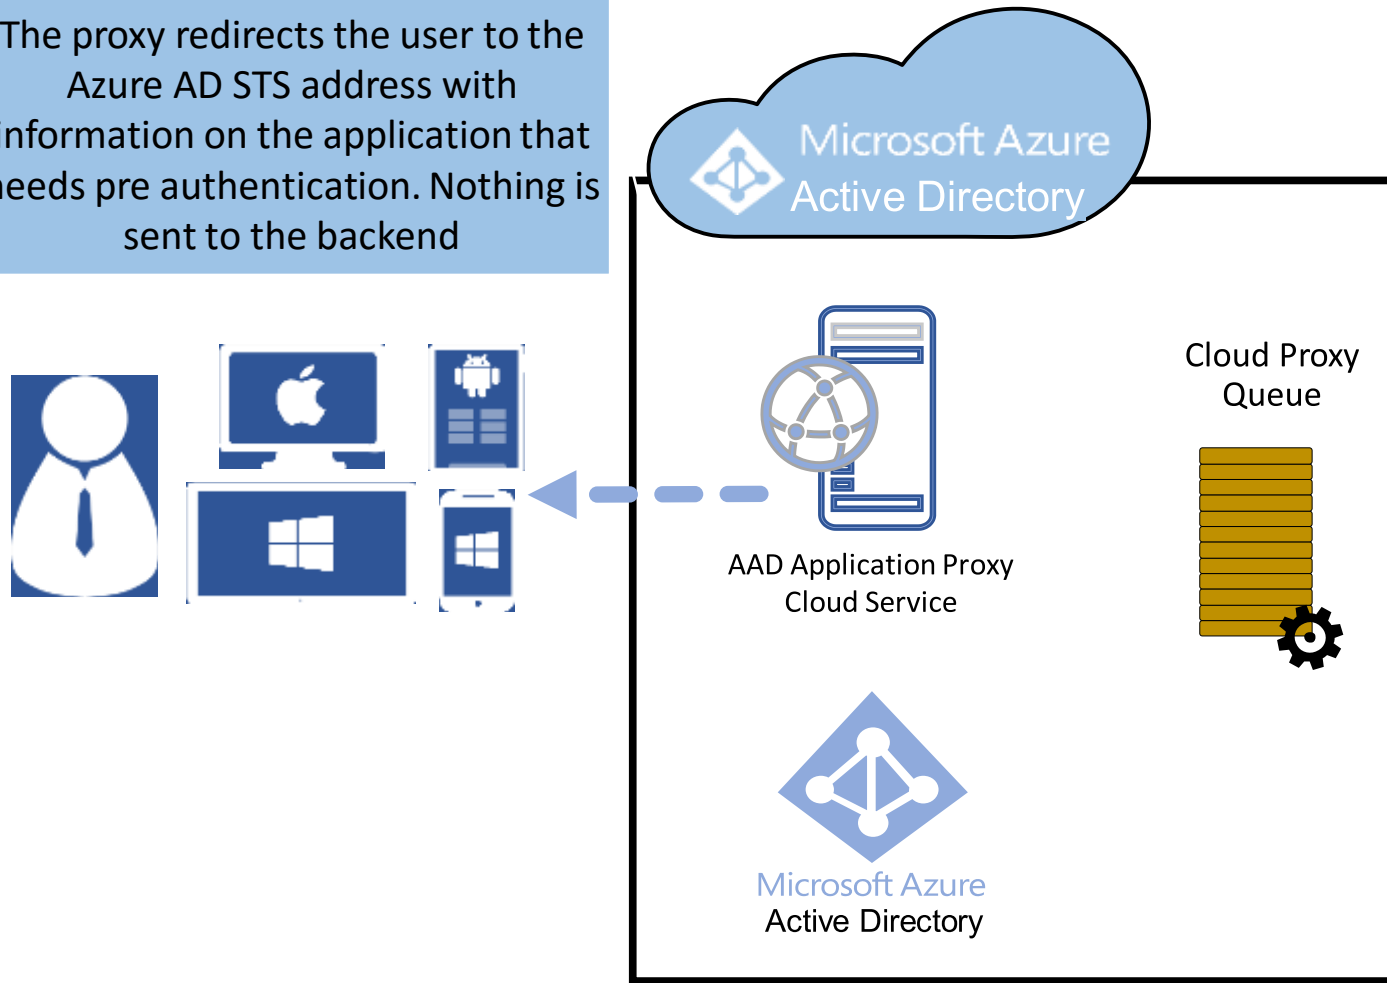 The proxy redirects the user to the
Azure AD STS address with
information on the application that
needs pre authentication. Nothing is
sent to the backend
Microsoft Azure
Active Directory
Cloud Proxy
Queue
AAD Application Proxy
Cloud Service
Microsoft Azure
Active Directory